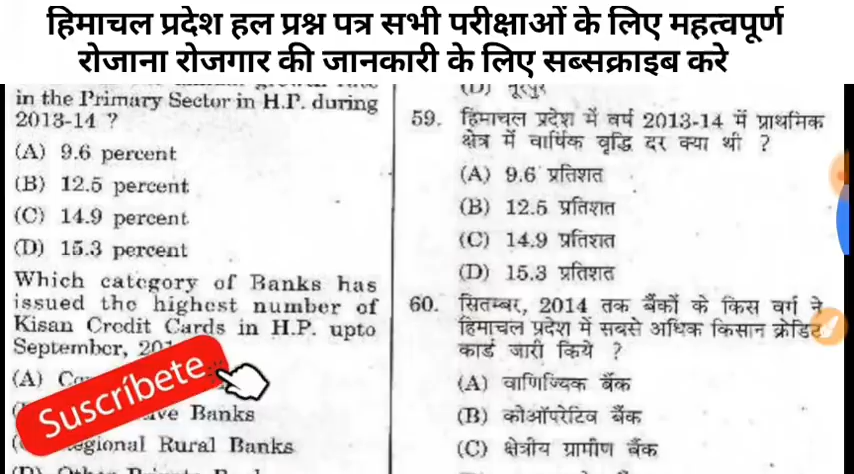 हिमाचल प्रदेश हल प्रश्न पत्र सभी परीक्षाओं के लिए महत्वपूर्ण
रोजाना रोजगार की जानकारी के लिए सब्सक्राइब करे
growth rate
in the Primary Sector in H.P. during
2013-14 ?
(A) 9.6 percent
(B) 12.5 percent
(C) 14.9 percent
(D) 15.3 percent
Which category of Banks has
issued the highest number of
Kisan Credit Cards in H.P. upto
September,
(A)
Banks
Rural Banks
(D) नूरपुर
59. हिमाचल प्रदेश में वर्ष 2013-14 में प्राथमिक
क्षेत्र में वार्षिक वृद्धि दर क्या थी ?
(A) 9.6 प्रतिशत
(B) 12.5 प्रतिशत
(C) 14.9 प्रतिशत
(D) 15.3 प्रतिशत
60. सितम्बर, 2014 तक बैंकों के किस वर्ग ने
हिमाचल प्रदेश में सबसे अधिक किसान क्रेडिट
कार्ड जारी किये ?
(A) वाणिज्यिक बैंक
(B) कोऑपरेटिव बैंक
(C) क्षेत्रीय ग्रामीण बैंक
Suscríbete